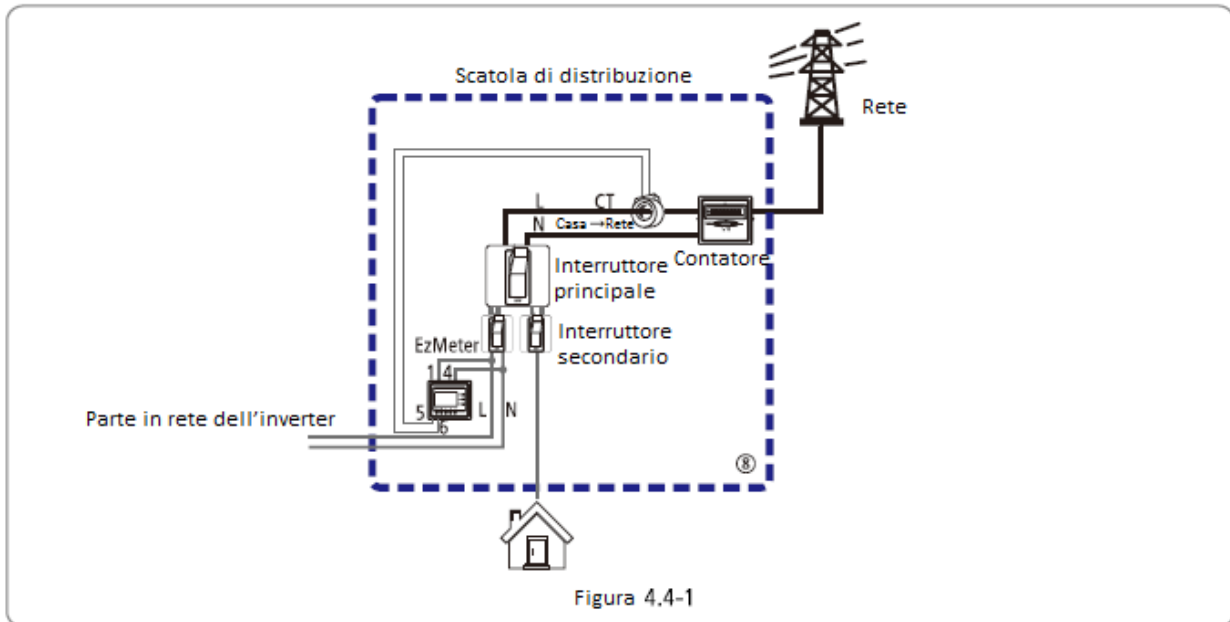 Scatola di distribuzione
Rete
L
CT
N
Casa →Rete
Contatore
Interruttore
principale
Interruttore
secondario
EzMeter
1 4
5
6
L
N
Parte in rete dell'inverter
⑧
Figura 4.4-1